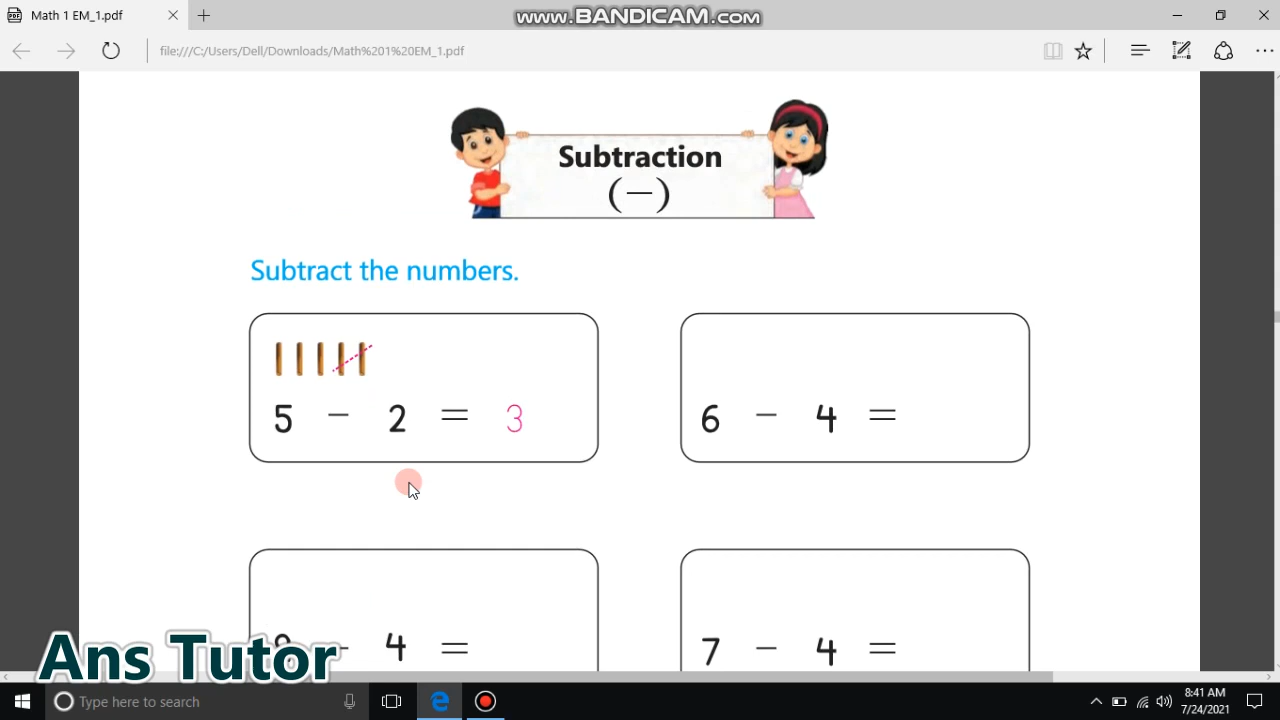 Math 1 EM_1.pdf
www.BANDICAM.com
file:///C:/Users/Dell/Downloads/Math%201%20EM_1.pdf
Subtraction
(−)
Subtract the numbers.
5 − 2 = 3
6 − 4 =
− 4 =
7 − 4 =
Ans Tutor
Type here to search
8:41 AM
7/24/2021